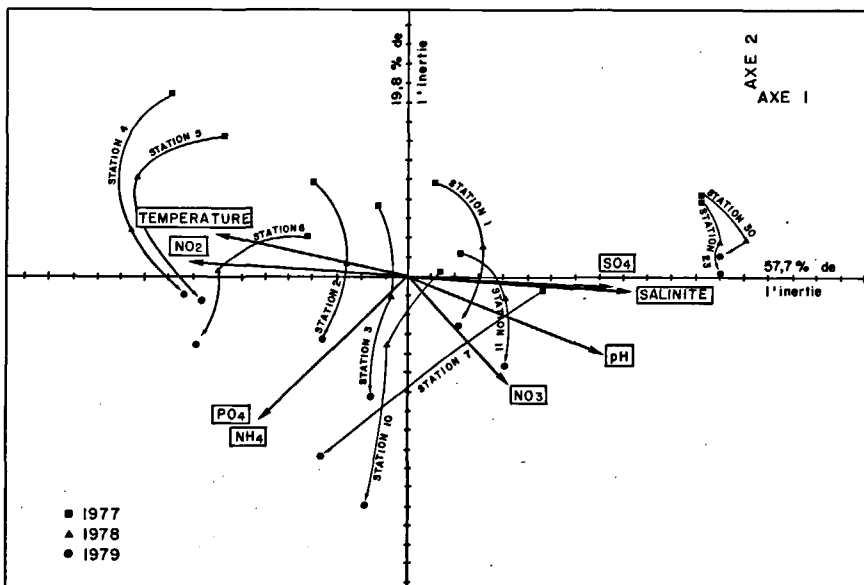 19,8 % de
l'inertie
AXE 2
AXE 1
STATION 4
STATION 5
TEMPERATURE
NO2
STATION 6
STATION 2
STATION 3
STATION 10
STATION 1
STATION 11
STATION 7
STATION 30
STATION 23
SO4
57,7 % de
l'inertie
SALINITE
pH
NO3
PO4
NH4
■ 1977
▲ 1978
● 1979